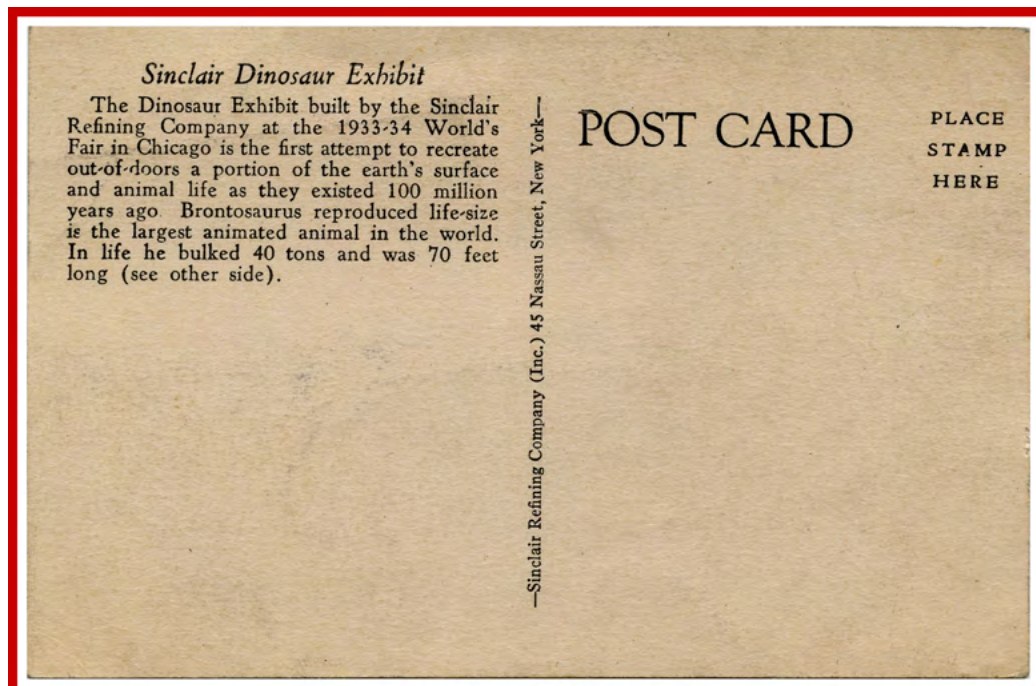 Sinclair Dinosaur Exhibit
The Dinosaur Exhibit built by the Sinclair
Refining Company at the 1933-34 World's
Fair in Chicago is the first attempt to recreate
out-of-doors a portion of the earth's surface
and animal life as they existed 100 million
years ago. Brontosaurus reproduced life-size
is the largest animated animal in the world.
In life he bulked 40 tons and was 70 feet
long (see other side).
—Sinclair Refining Company (Inc.) 45 Nassau Street, New York—
POST CARD
PLACE
STAMP
HERE